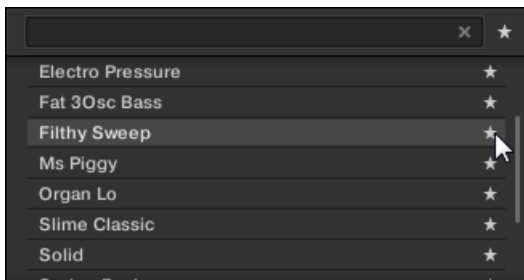 Electro Pressure
Fat 3Osc Bass
Filthy Sweep
Ms Piggy
Organ Lo
Slime Classic
Solid